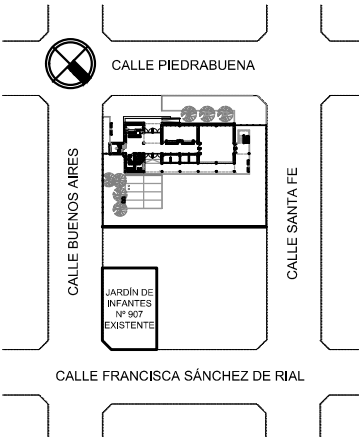 CALLE PIEDRABUENA
CALLE BUENOS AIRES
CALLE SANTA FE
JARDÍN DE
INFANTES
Nº 907
EXISTENTE
CALLE FRANCISCA SÁNCHEZ DE RIAL